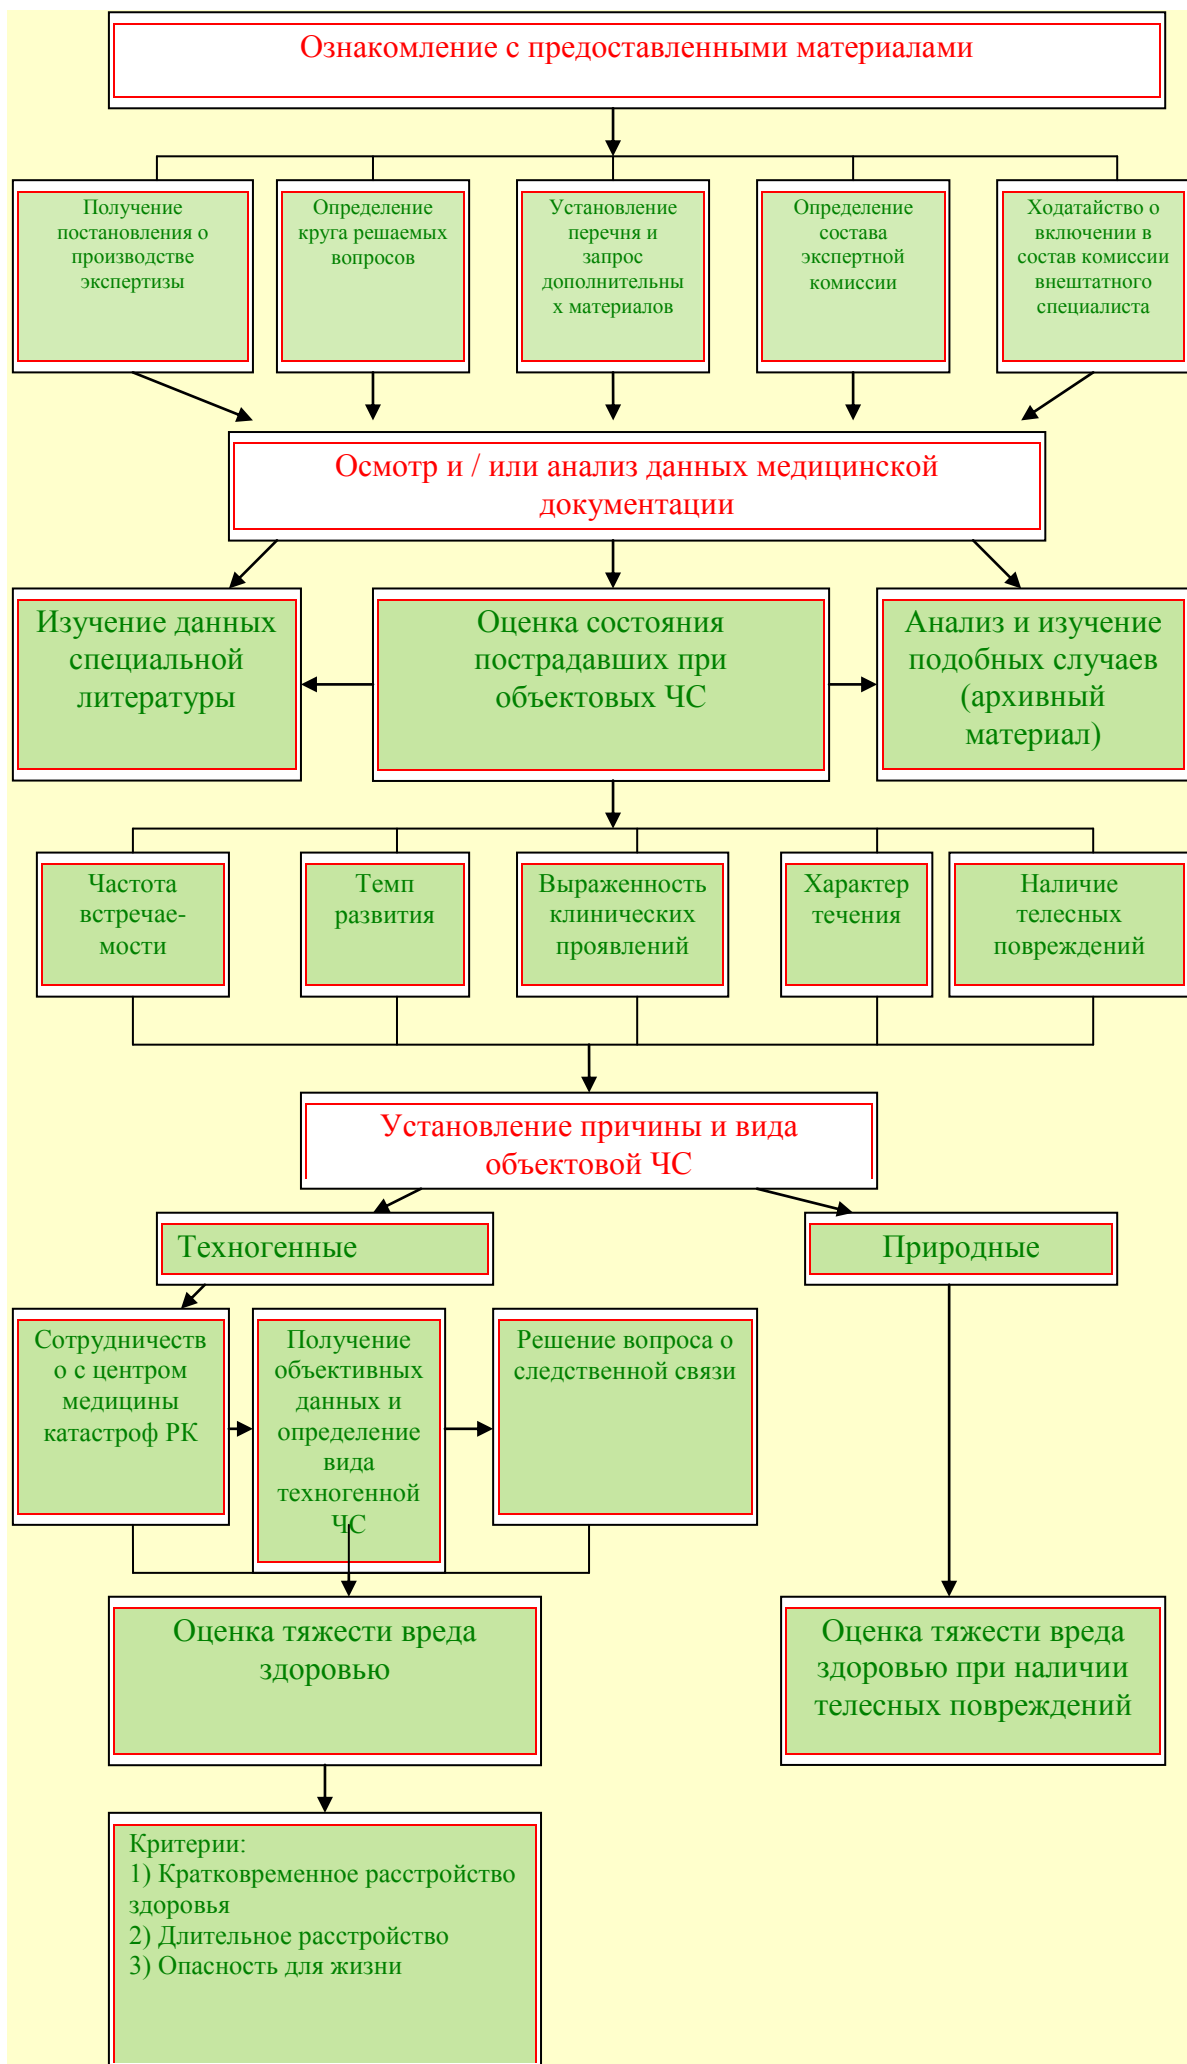 Ознакомление с предоставленными материалами
Получение
постановления о
производстве
экспертизы
Определение
круга решаемых
вопросов
Установление
перечня и
запрос
дополнительны
х материалов
Определение
состава
экспертной
комиссии
Ходатайство о
включении в
состав комиссии
внештатного
специалиста
Осмотр и / или анализ данных медицинской
документации
Изучение данных
специальной
литературы
Оценка состояния
пострадавших при
объектовых ЧС
Анализ и изучение
подобных случаев
(архивный
материал)
Частота
встречае-
мости
Темп
развития
Выраженность
клинических
проявлений
Характер
течения
Наличие
телесных
повреждений
Установление причины и вида
объектовой ЧС
Техногенные
Природные
Сотрудничеств
о с центром
медицины
катастроф РК
Получение
объективных
данных и
определение
вида
техногенной
ЧС
Решение вопроса о
следственной связи
Оценка тяжести вреда
здоровью
Оценка тяжести вреда
здоровью при наличии
телесных повреждений
Критерии:
1) Кратковременное расстройство
здоровья
2) Длительное расстройство
3) Опасность для жизни